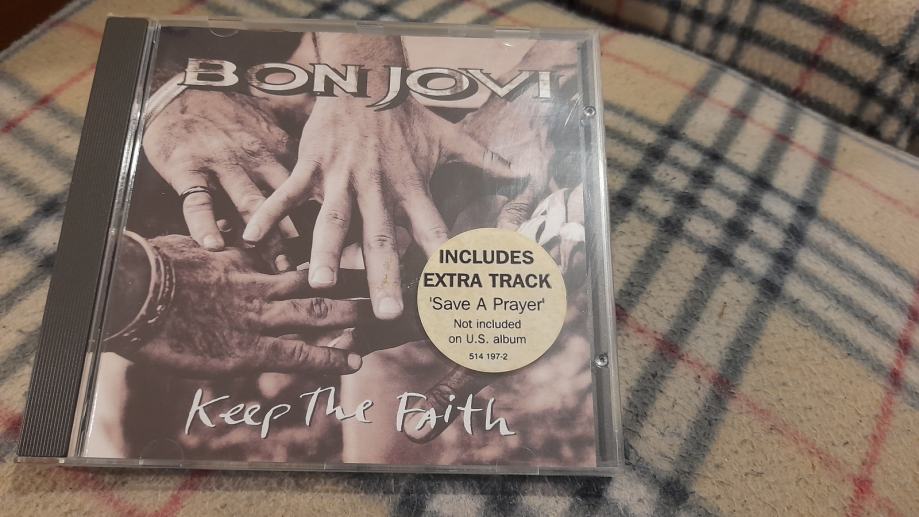 BON JOVI
INCLUDES
EXTRA TRACK
'Save A Prayer'
Not included
on U.S. album
514 197-2
Keep The Faith